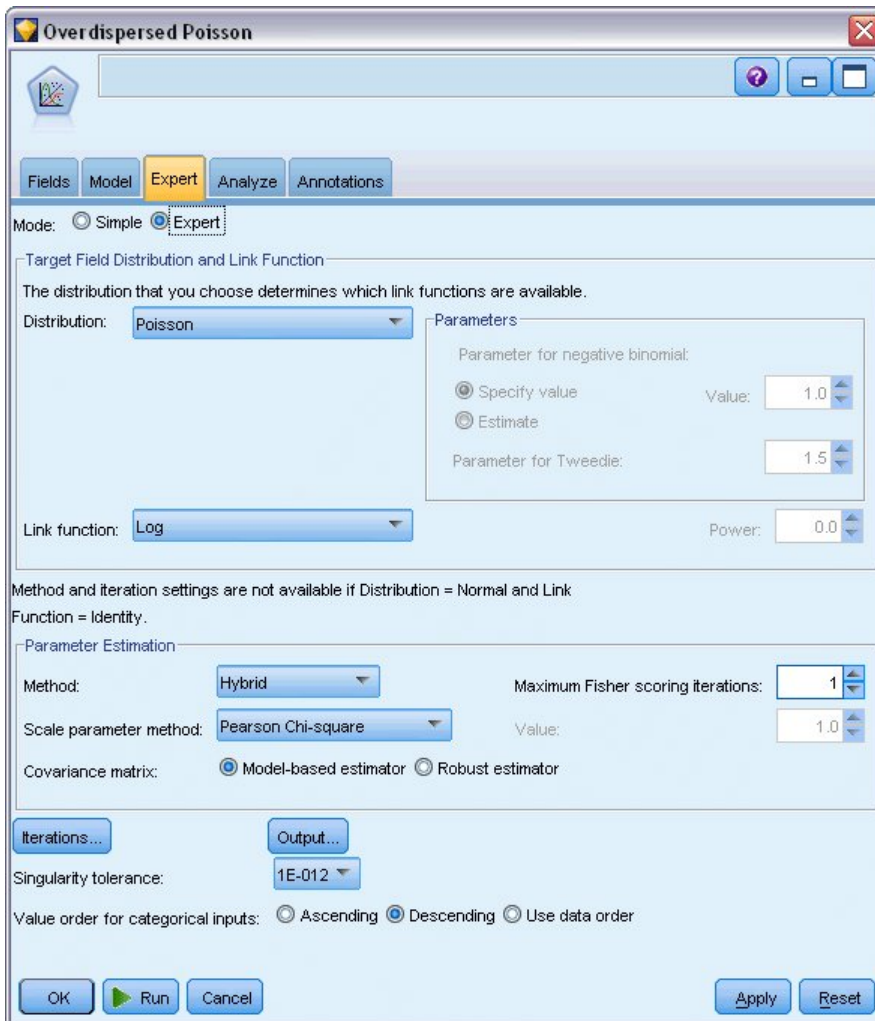 Overdispersed Poisson
Fields Model Expert Analyze Annotations
Mode: Simple Expert
Target Field Distribution and Link Function
The distribution that you choose determines which link functions are available.
Distribution: Poisson
Parameters
Parameter for negative binomial:
Specify value Value: 1.0
Estimate
Parameter for Tweedie: 1.5
Link function: Log Power: 0.0
Method and iteration settings are not available if Distribution = Normal and Link
Function = Identity.
Parameter Estimation
Method: Hybrid Maximum Fisher scoring iterations: 1
Scale parameter method: Pearson Chi-square Value: 1.0
Covariance matrix: Model-based estimator Robust estimator
Iterations... Output...
Singularity tolerance: 1E-012
Value order for categorical inputs: Ascending Descending Use data order
OK Run Cancel Apply Reset